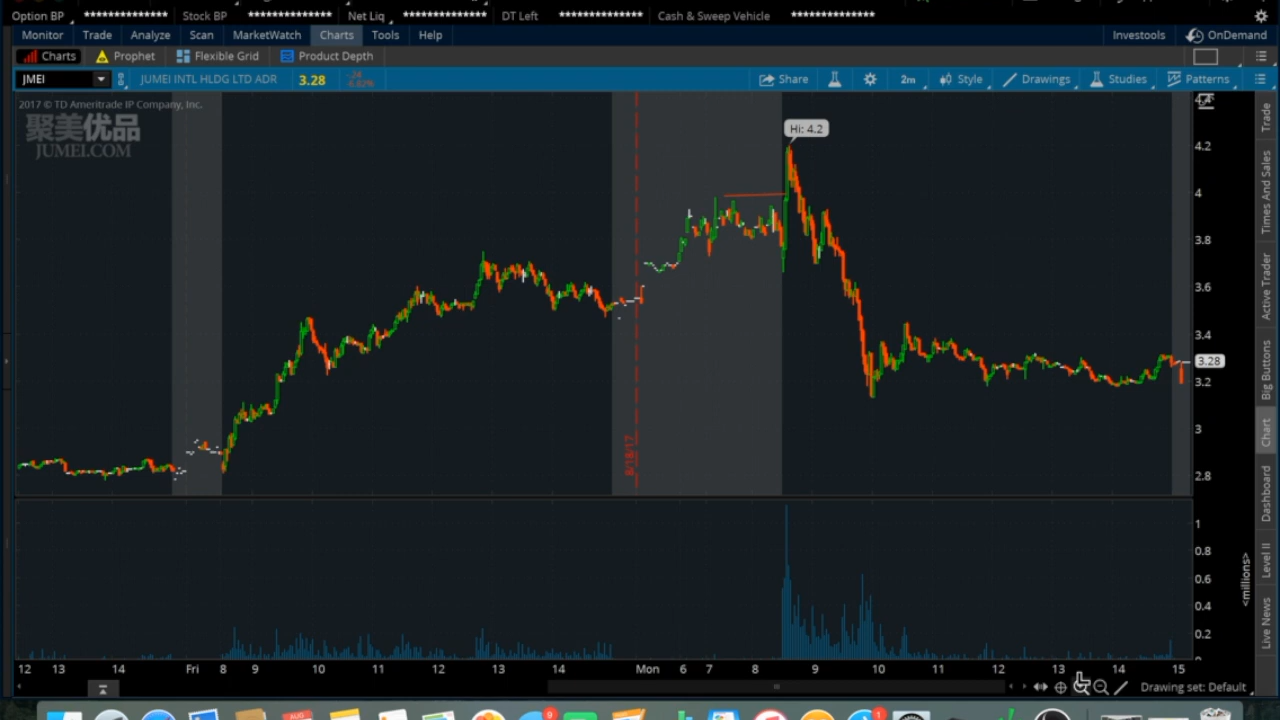 Option BP ************** Stock BP ************** Net Liq ************** DT Left ************** Cash & Sweep Vehicle **************
Monitor Trade Analyze Scan MarketWatch Charts Tools Help Investools OnDemand
Charts Prophet Flexible Grid Product Depth
JMEI JUMEI INTL HLDG LTD ADR 3.28 Share 2m Style Drawings Studies Patterns
2017 © TD Ameritrade IP Company, Inc.
聚美优品
JUMEI.COM
Hi: 4.2
4.2
4
3.8
3.6
3.4
3.28
3.2
3
2.8
8/18/17
1
0.8
0.6
0.4
0.2
<millions>
Trade
Times And Sales
Active Trader
Big Buttons
Chart
Dashboard
Level II
Live News
12 13 14 Fri 8 9 10 11 12 13 14 Mon 6 7 8 9 10 11 12 13 14 15
Drawing set: Default
AUG 9 1